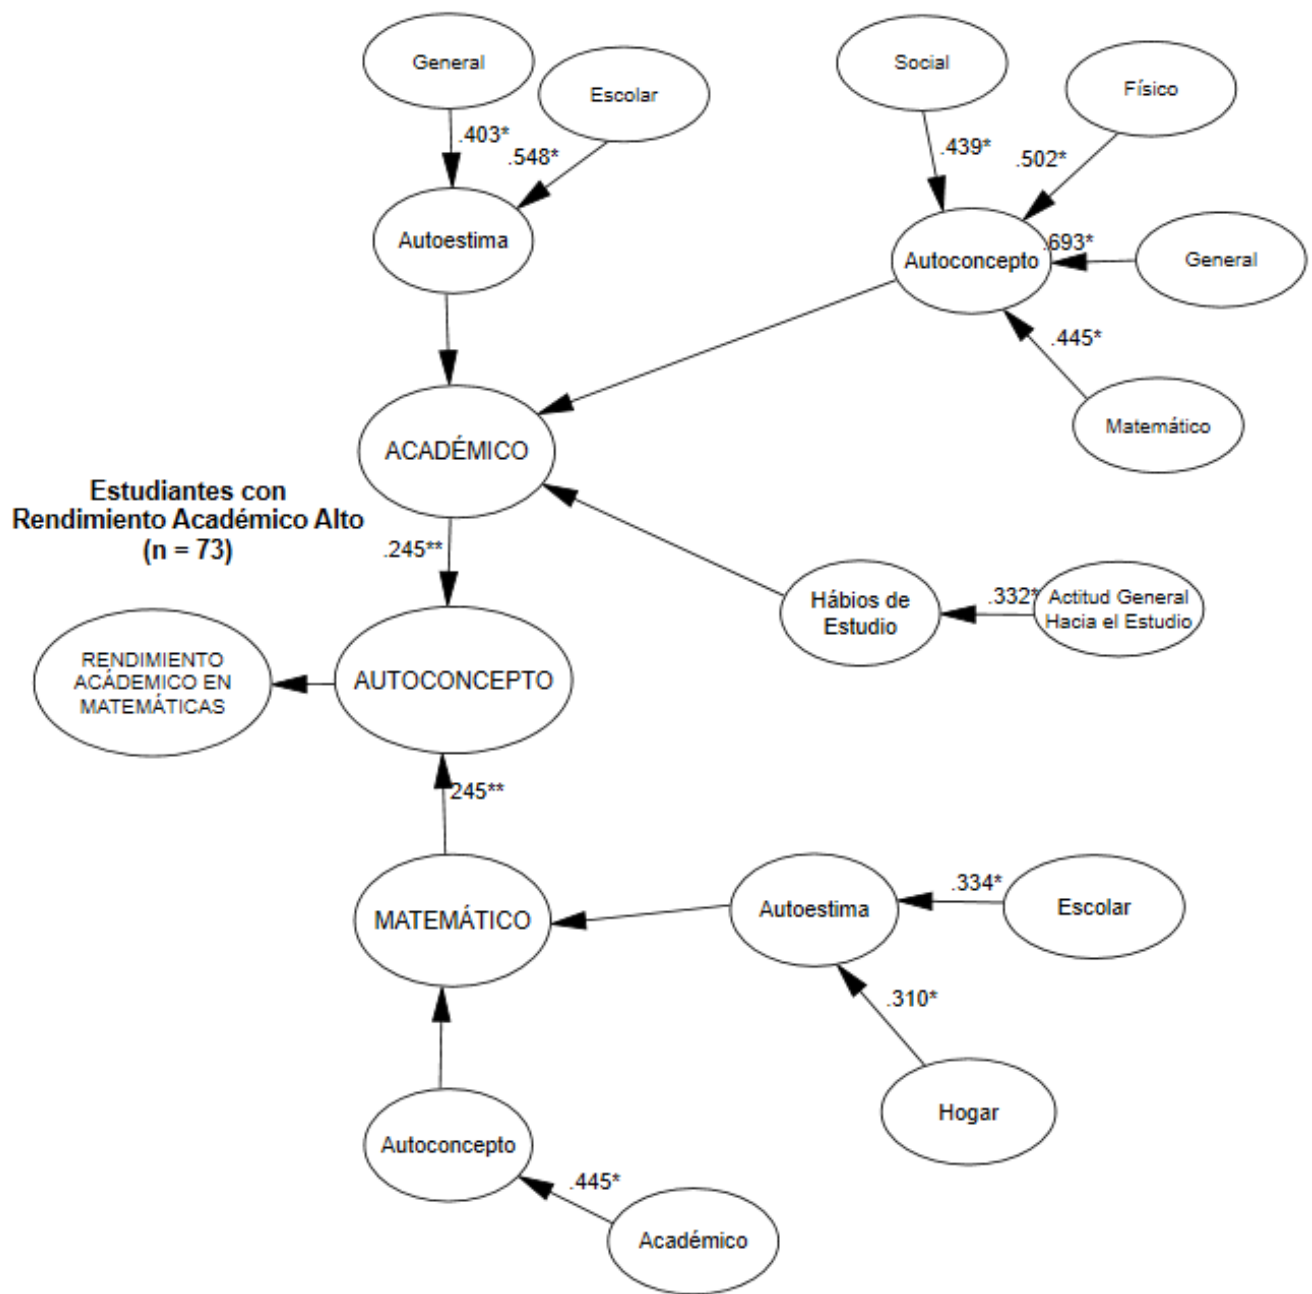 General
Escolar
Social
Físico
.403*
.548*
.439*
.502*
Autoestima
Autoconcepto
.693*
General
.445*
Matemático
ACADÉMICO
Estudiantes con
Rendimiento Académico Alto
(n = 73)
.245**
Hábios de
Estudio
.332*
Actitud General
Hacia el Estudio
RENDIMIENTO
ACÁDEMICO EN
MATEMÁTICAS
AUTOCONCEPTO
245**
MATEMÁTICO
Autoestima
.334*
Escolar
.310*
Hogar
Autoconcepto
.445*
Académico